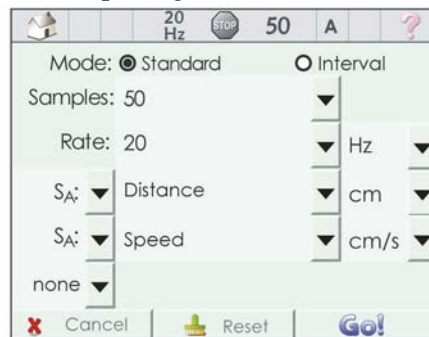 20 Hz STOP 50 A ?
Mode: Standard Interval
Samples: 50
Rate: 20 Hz
SA: Distance cm
SA: Speed cm/s
none
Cancel Reset Go!